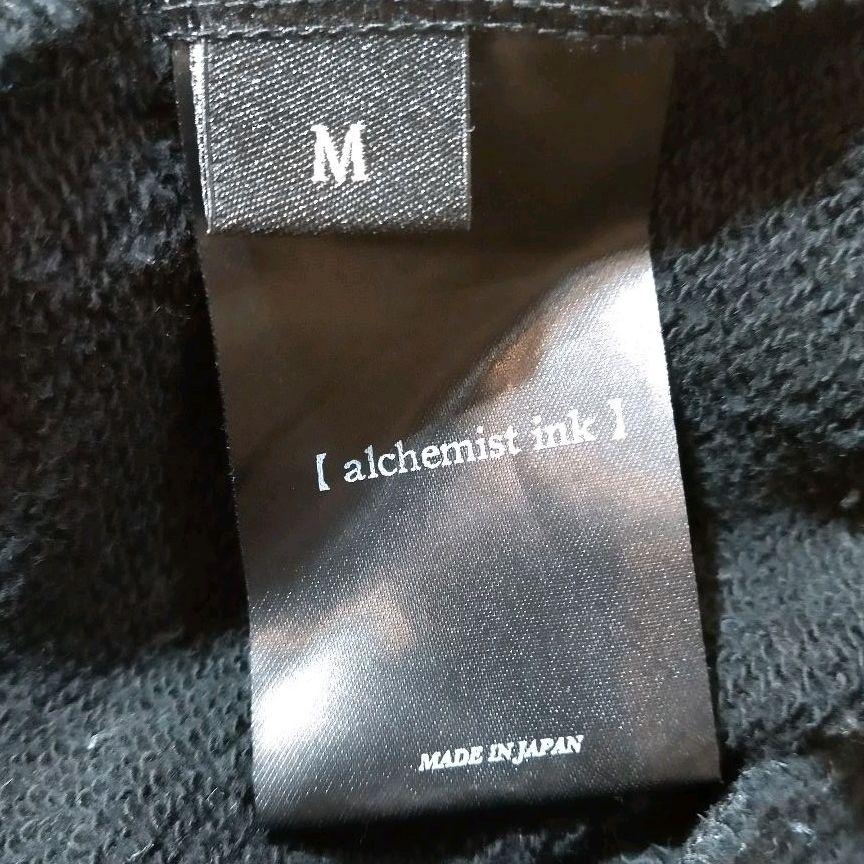 M
【 alchemist ink 】
MADE IN JAPAN